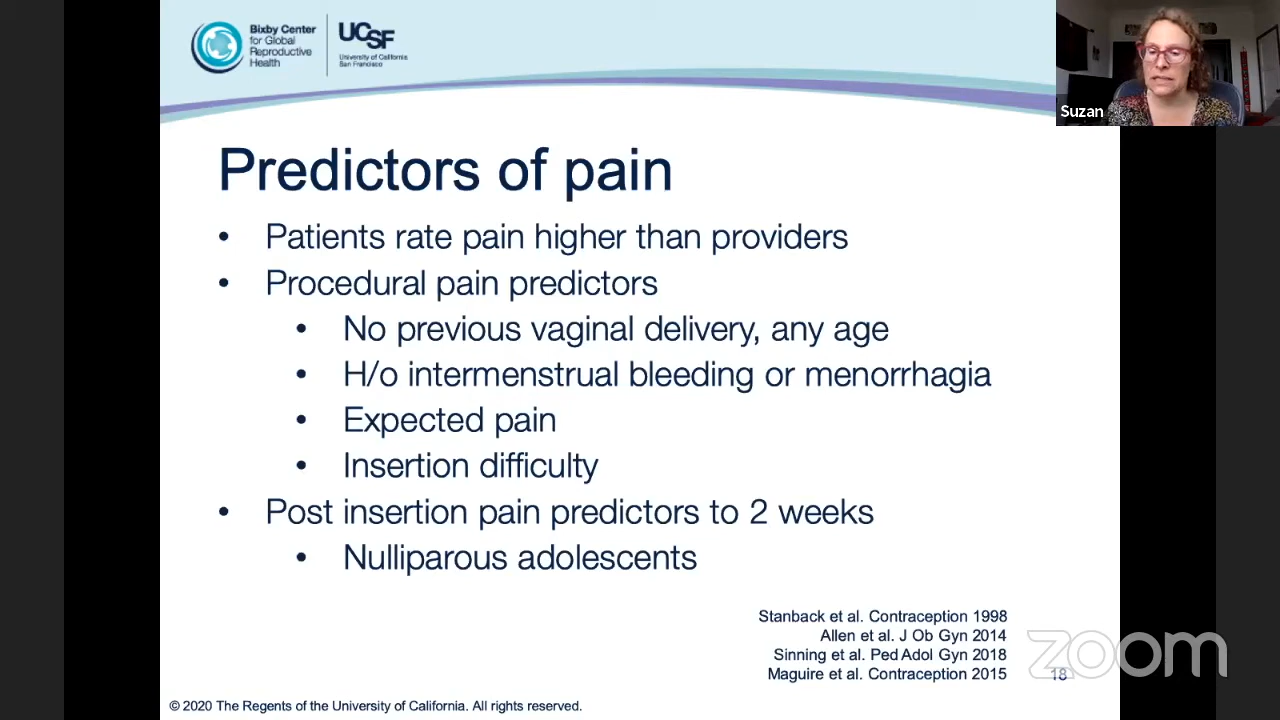 Bixby Center
for Global
Reproductive
Health
UCSF
University of California
San Francisco
Suzan
Predictors of pain
• Patients rate pain higher than providers
• Procedural pain predictors
• No previous vaginal delivery, any age
• H/o intermenstrual bleeding or menorrhagia
• Expected pain
• Insertion difficulty
• Post insertion pain predictors to 2 weeks
• Nulliparous adolescents
Stanback et al. Contraception 1998
Allen et al. J Ob Gyn 2014
Sinning et al. Ped Adol Gyn 2018
Maguire et al. Contraception 2015
zoom
18
© 2020 The Regents of the University of California. All rights reserved.